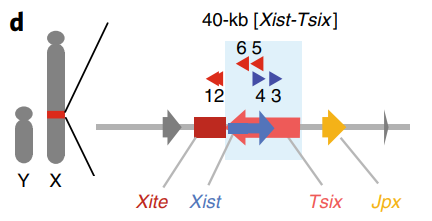 d
40-kb [Xist-Tsix]
6 5
12 4 3
Y X
Xite Xist Tsix Jpx